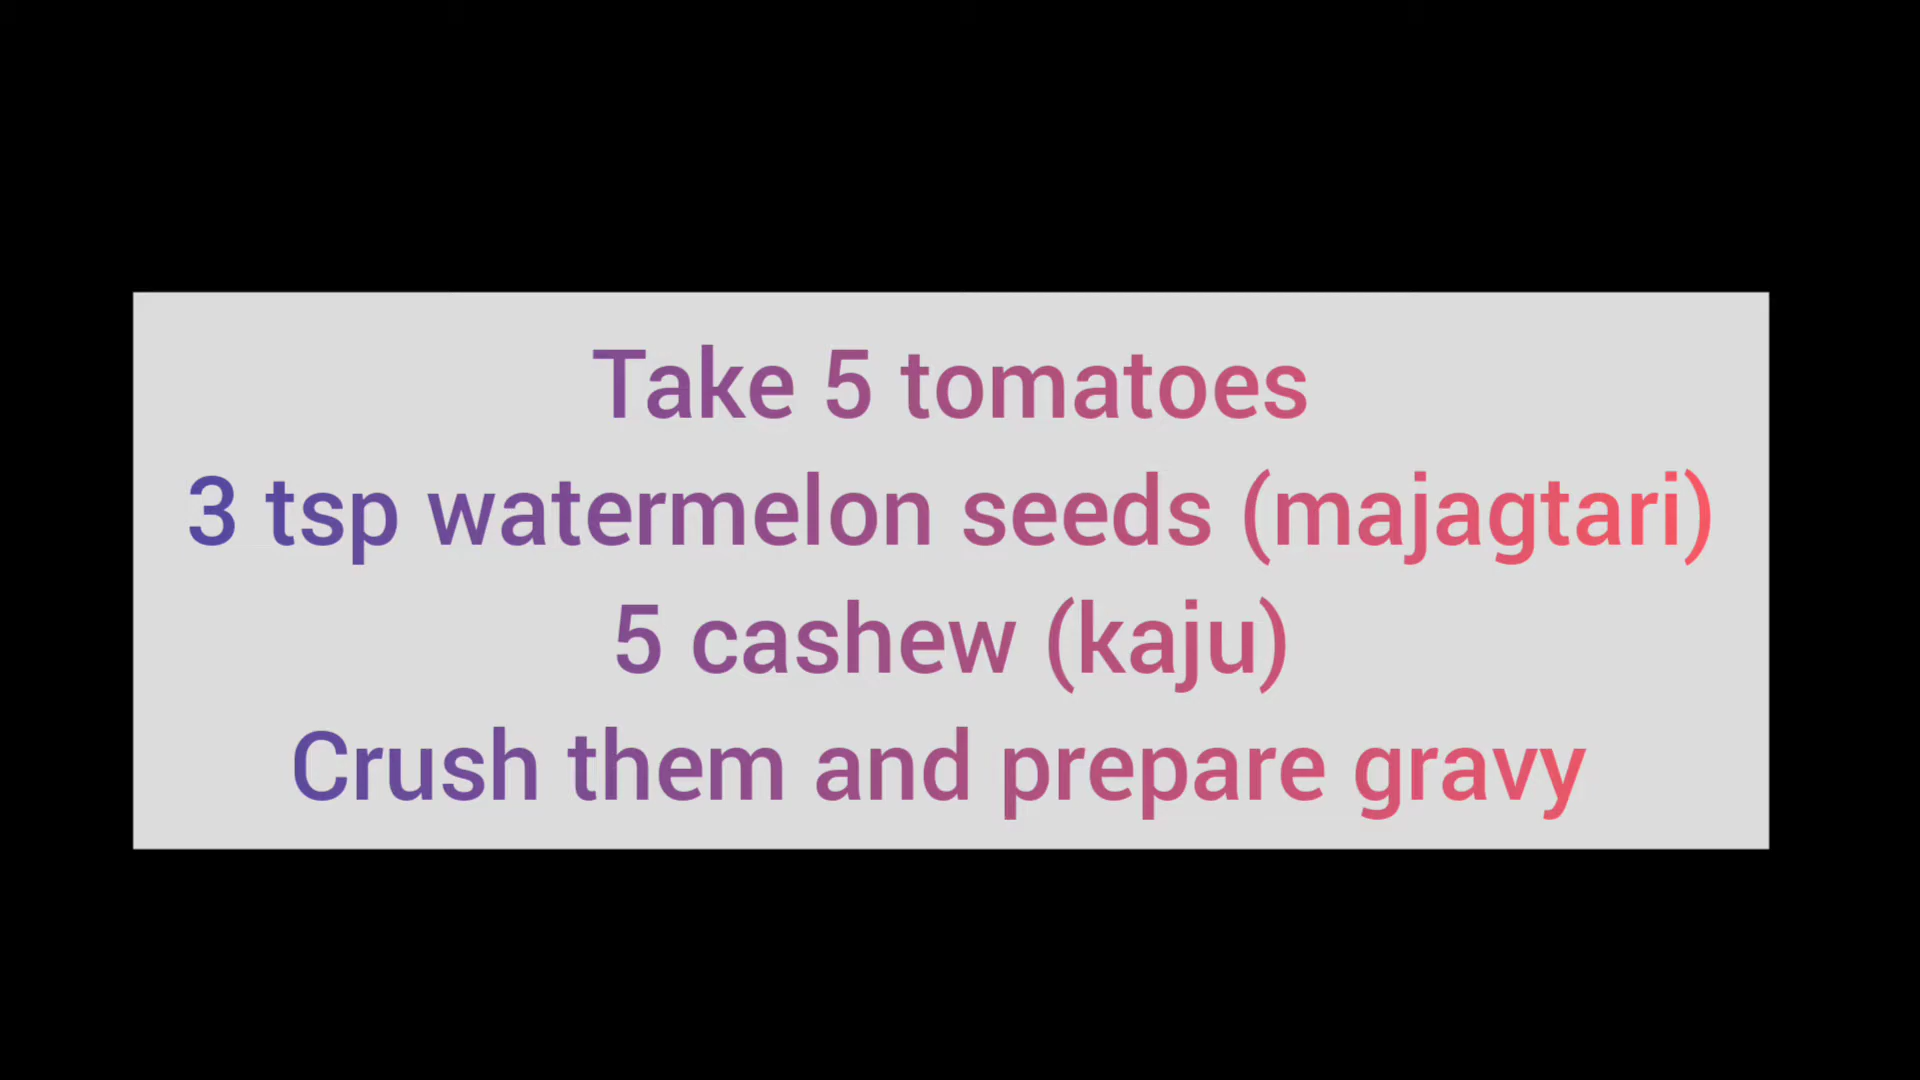 Take 5 tomatoes
3 tsp watermelon seeds (majagtari)
5 cashew (kaju)
Crush them and prepare gravy